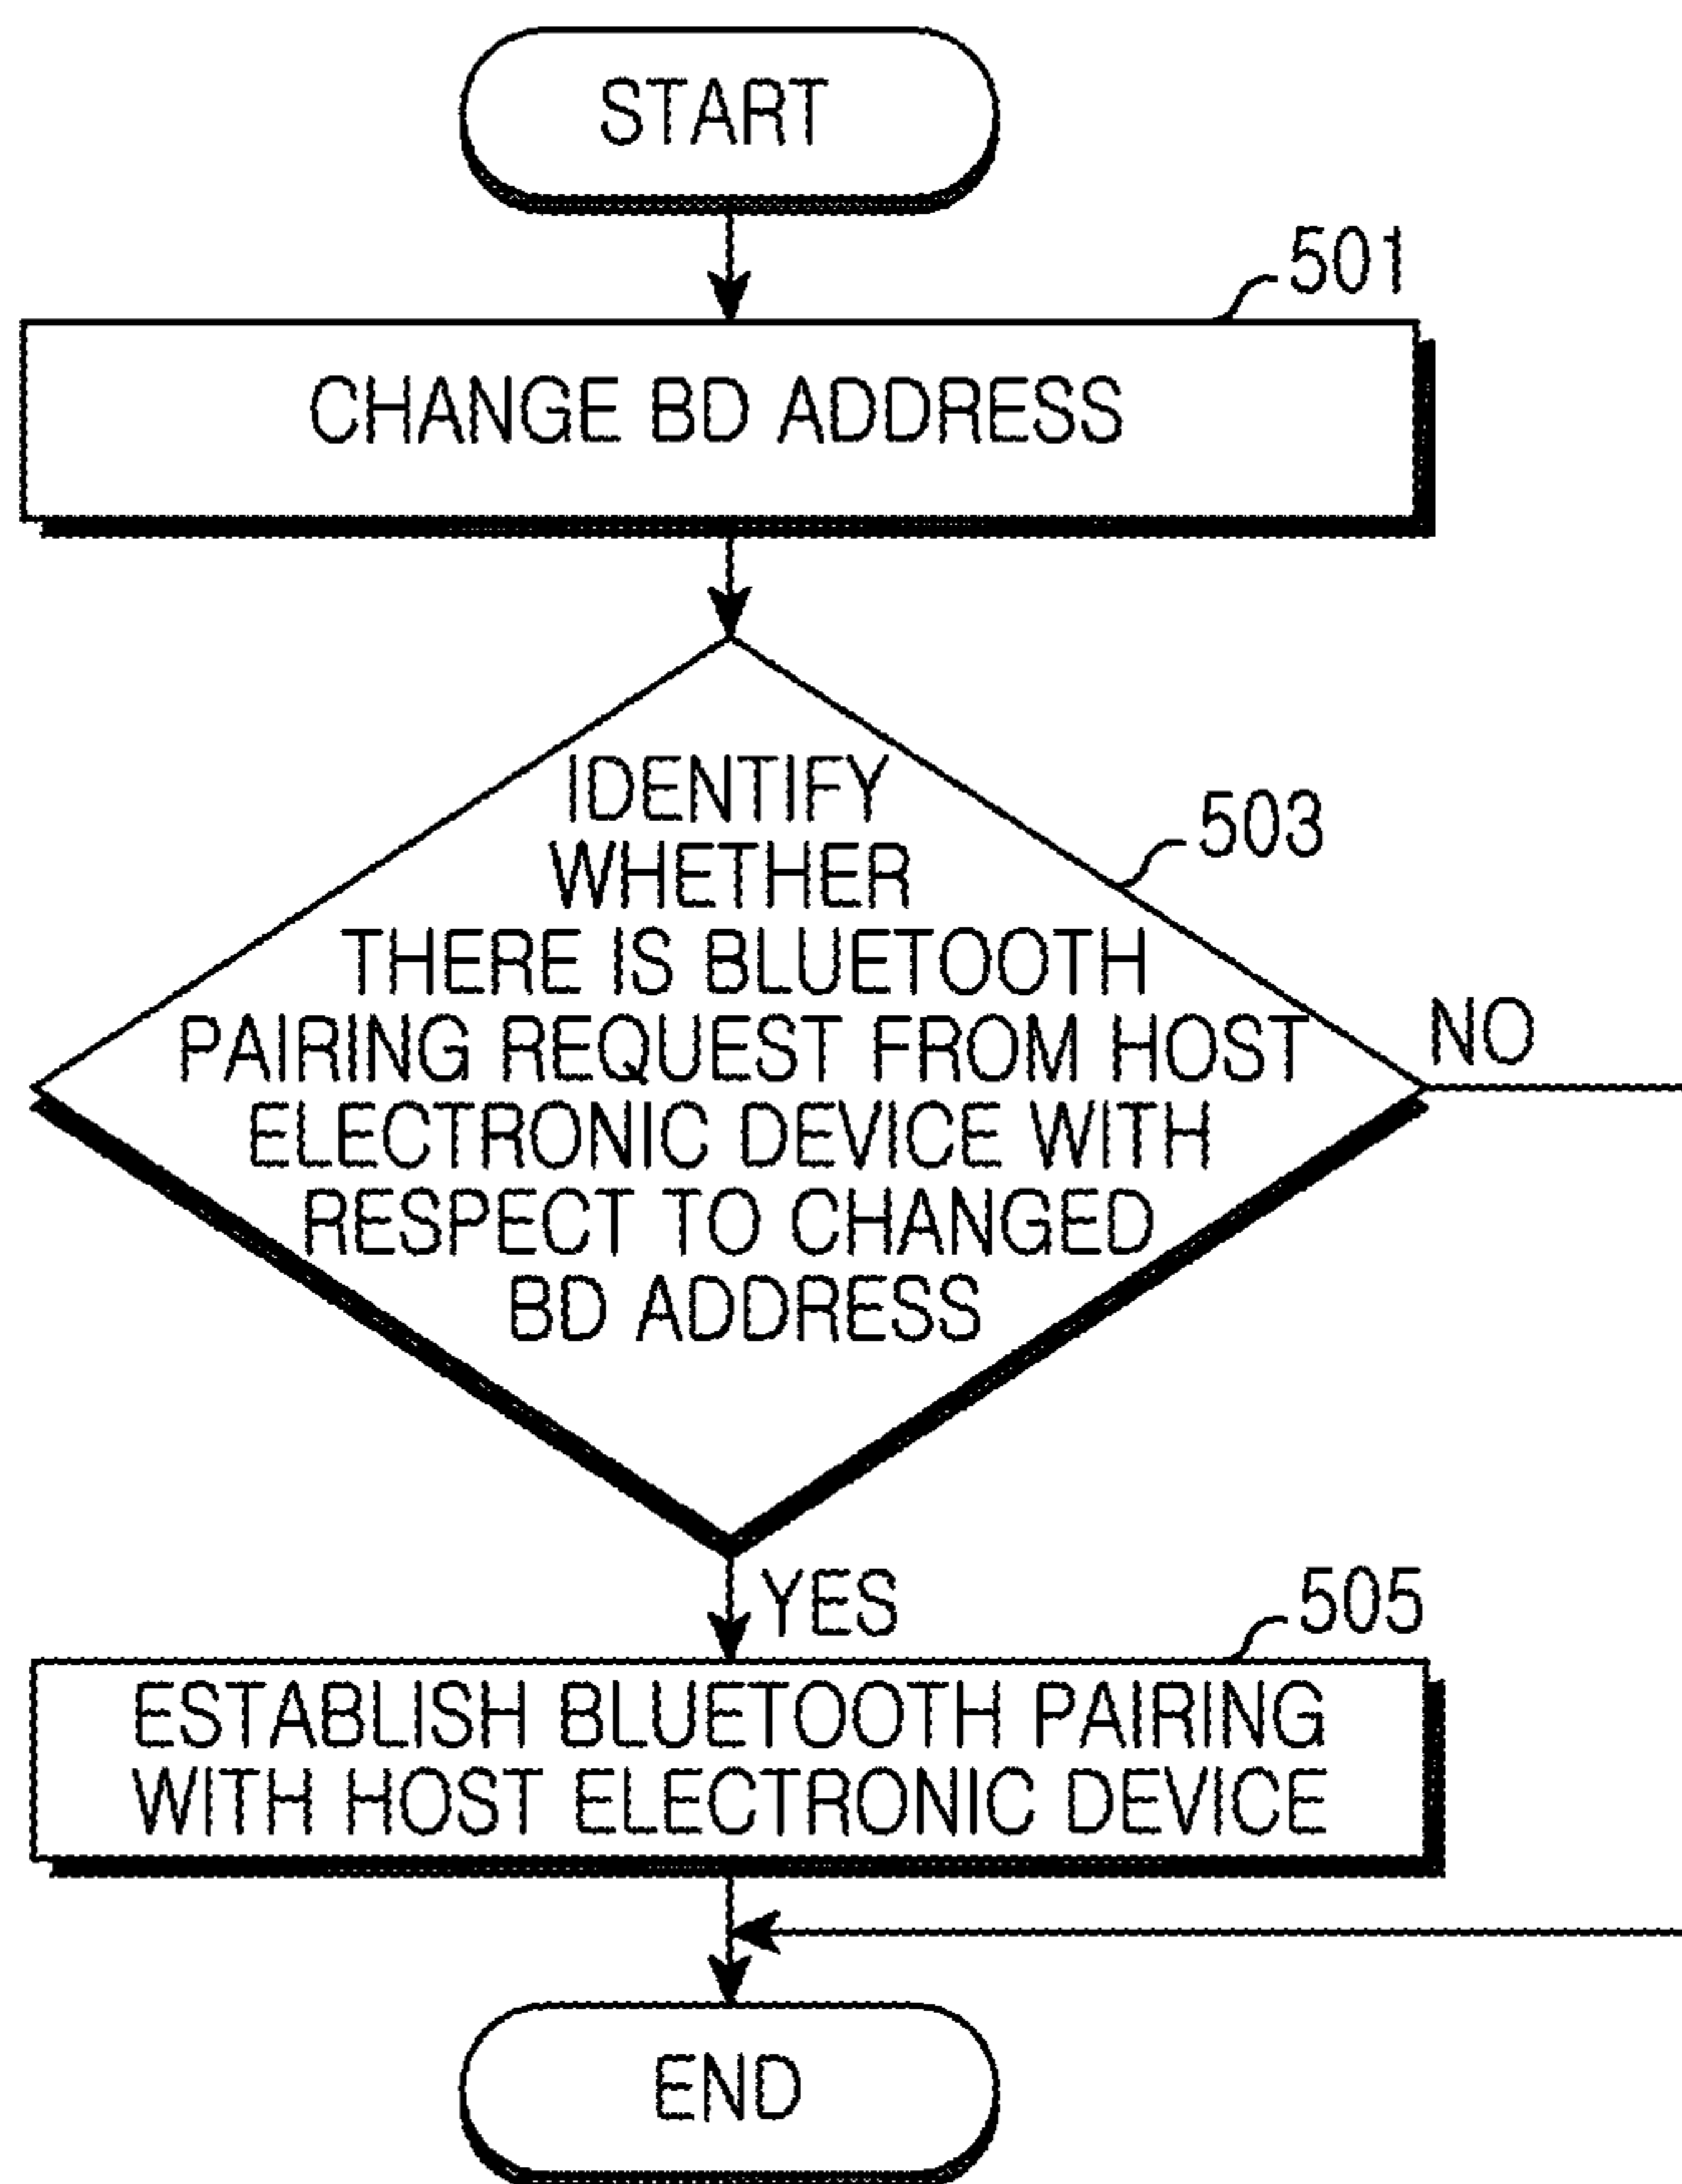 START
501
CHANGE BD ADDRESS
IDENTIFY
WHETHER
503
THERE IS BLUETOOTH
PAIRING REQUEST FROM HOST
NO
ELECTRONIC DEVICE WITH
RESPECT TO CHANGED
BD ADDRESS
YES
505
ESTABLISH BLUETOOTH PAIRING
WITH HOST ELECTRONIC DEVICE
END